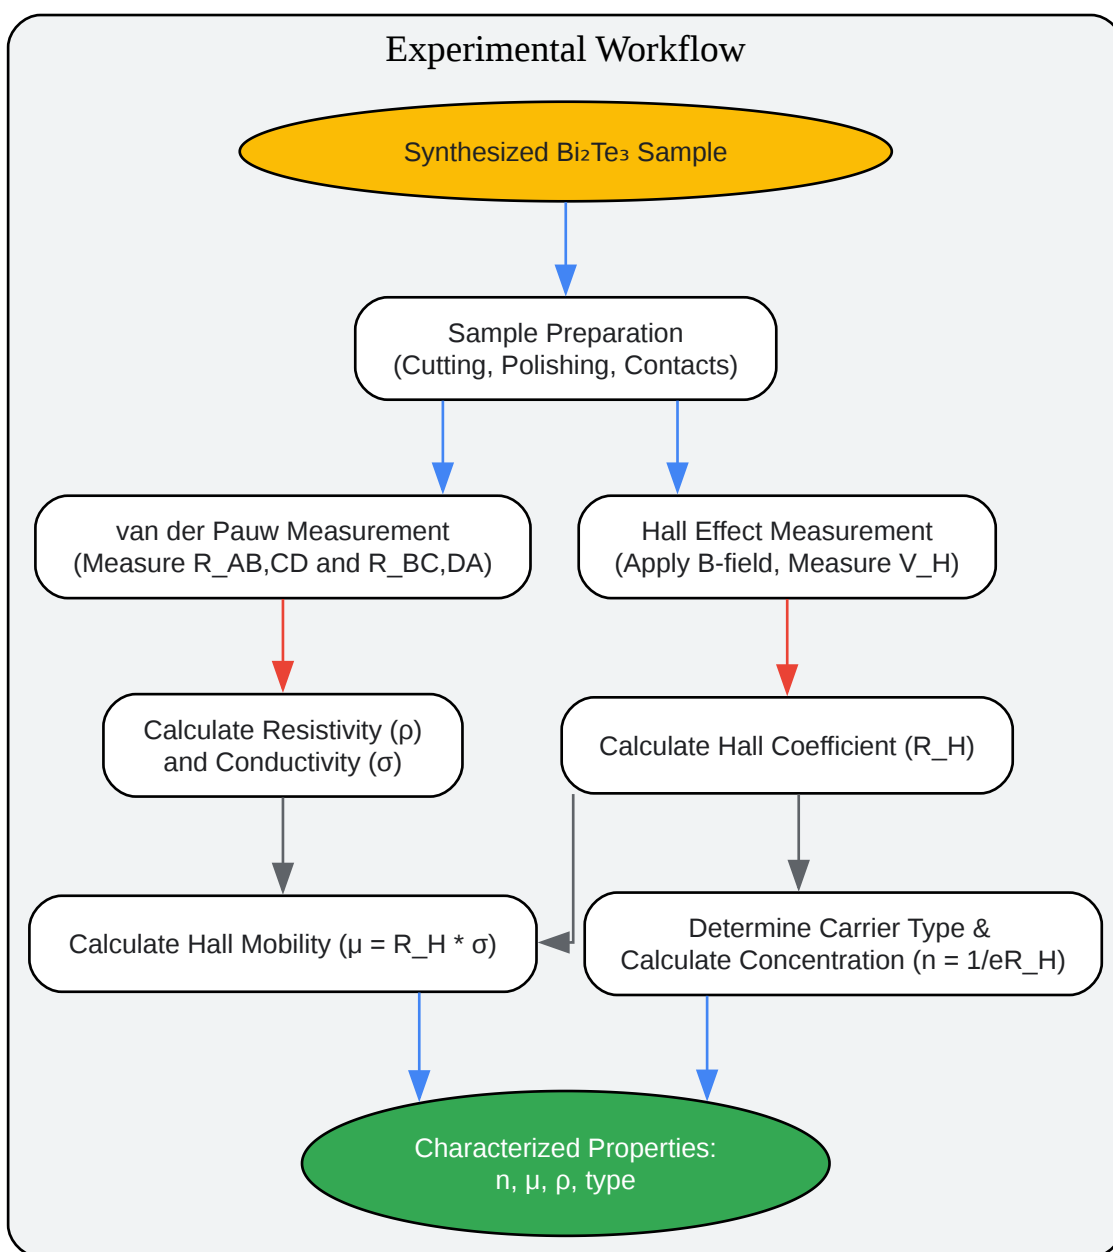 Experimental Workflow
Synthesized Bi₂Te₃ Sample
Sample Preparation
(Cutting, Polishing, Contacts)
van der Pauw Measurement
(Measure R_AB,CD and R_BC,DA)
Hall Effect Measurement
(Apply B-field, Measure V_H)
Calculate Resistivity (ρ)
and Conductivity (σ)
Calculate Hall Coefficient (R_H)
Calculate Hall Mobility (μ = R_H * σ)
Determine Carrier Type &
Calculate Concentration (n = 1/eR_H)
Characterized Properties:
n, μ, ρ, type